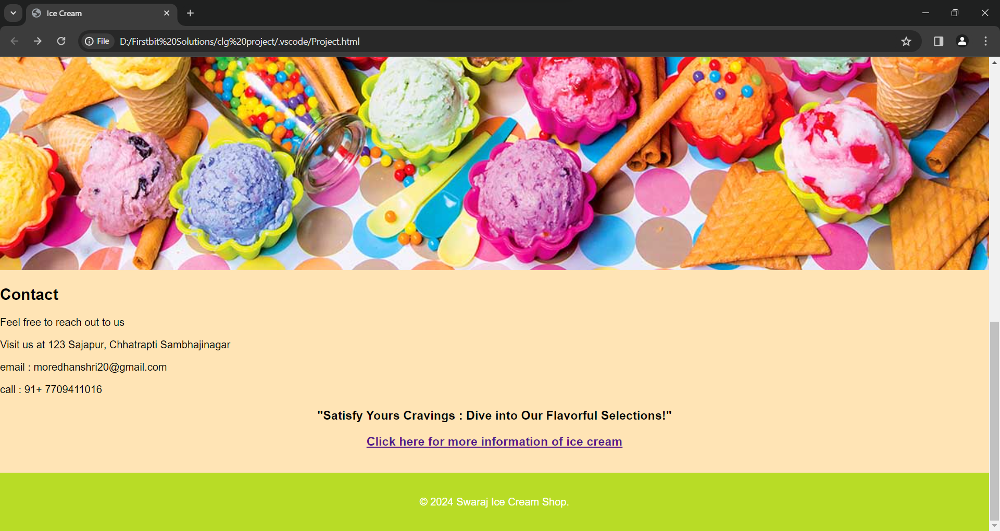 Ice Cream
File D:/Firstbit%20Solutions/clg%20project/.vscode/Project.html
Contact
Feel free to reach out to us
Visit us at 123 Sajapur, Chhatrapti Sambhajinagar
email : moredhanshri20@gmail.com
call : 91+ 7709411016
"Satisfy Yours Cravings : Dive into Our Flavorful Selections!"
Click here for more information of ice cream
© 2024 Swaraj Ice Cream Shop.